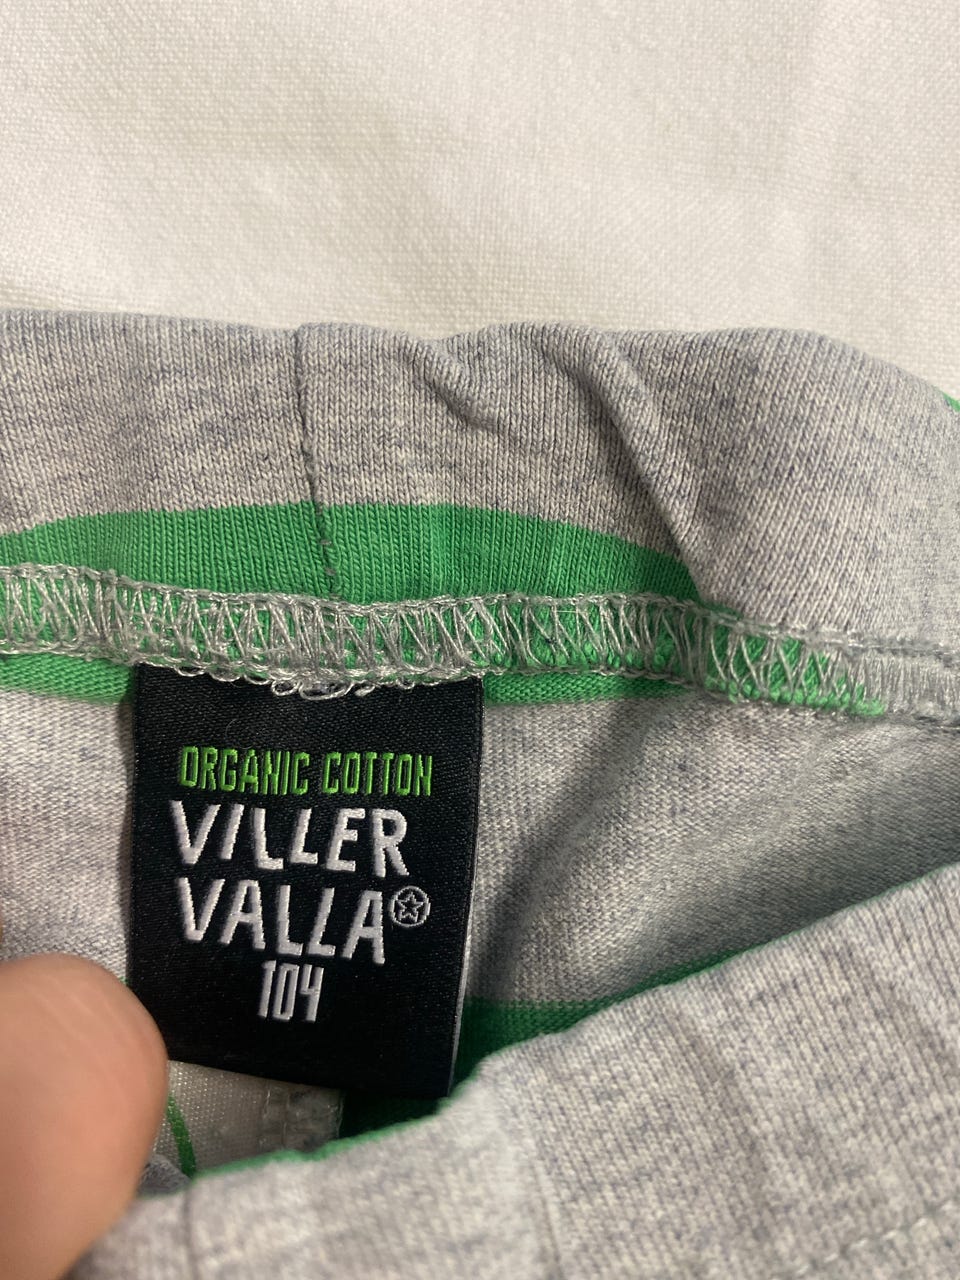 ORGANIC COTTON
VILLER
VALLA
104